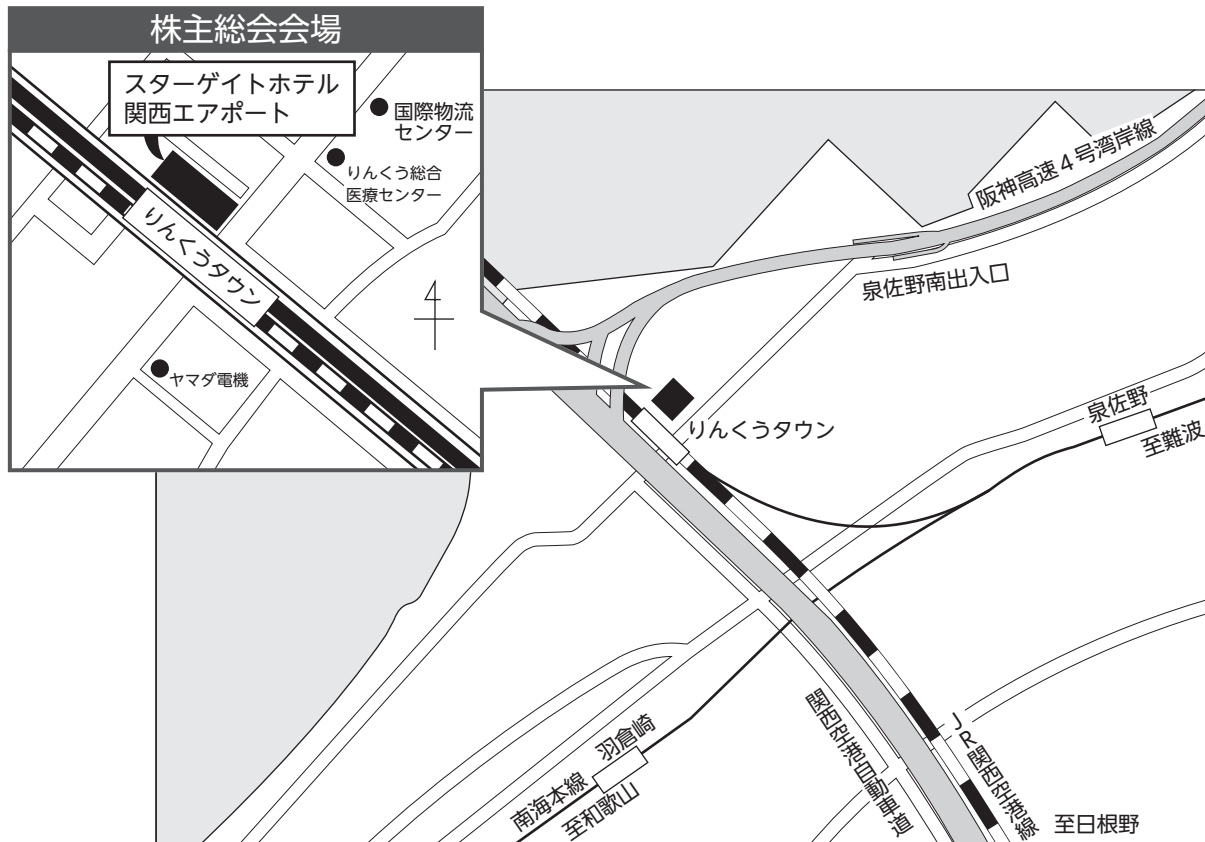 株主総会会場
スターゲイトホテル
関西エアポート
国際物流
センター
りんくう総合
医療センター
りんくうタウン
4
ヤマダ電機
阪神高速4号湾岸線
泉佐野南出入口
りんくうタウン
泉佐野
至難波
羽倉崎
南海本線
至和歌山
関西空港自動車道
JR関西空港線
至日根野